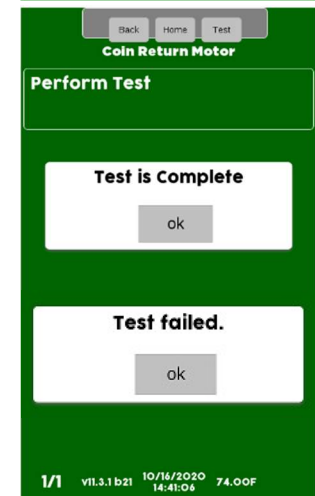 Back Home Test
Coin Return Motor
Perform Test
Test is Complete
ok
Test failed.
ok
1/1 v11.3.1 b21 10/16/2020 14:41:06 74.00F